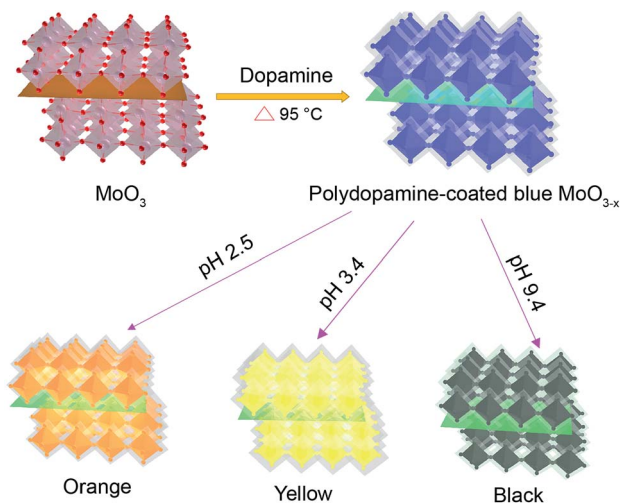 Dopamine
△ 95 °C
MoO₃
Polydopamine-coated blue MoO₃₋ₓ
pH 2.5
pH 3.4
pH 9.4
Orange
Yellow
Black